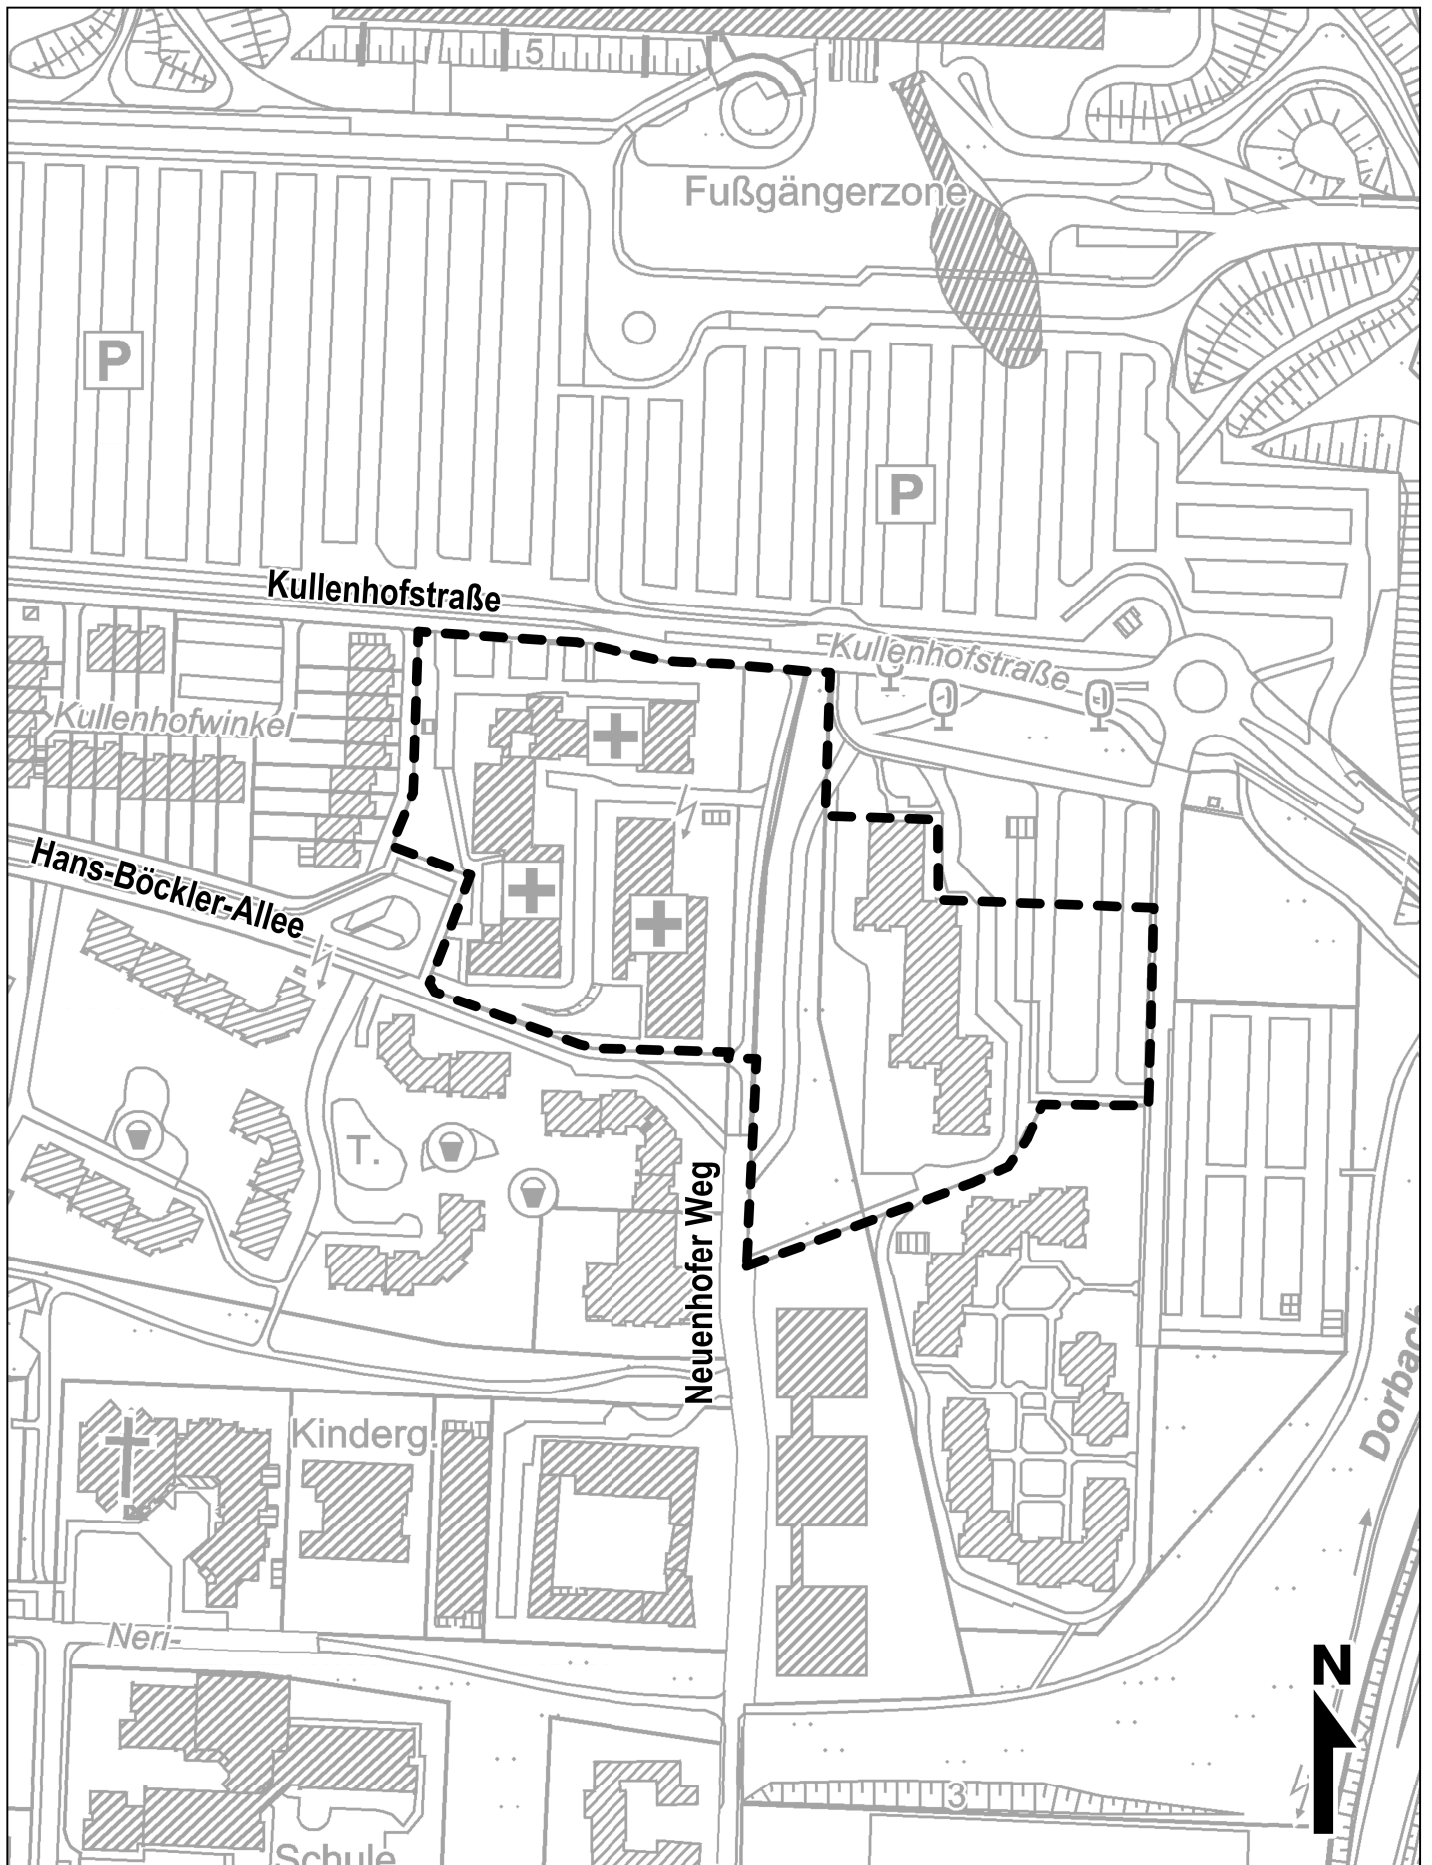 5
Fußgängerzone
P
P
Kullenhofstraße
Kullenhofstraße
Kullenhofwinkel
Hans-Böckler-Allee
T.
Neuenhofer Weg
Dorbach
Kinderg.
Neri-
N
3
Schule